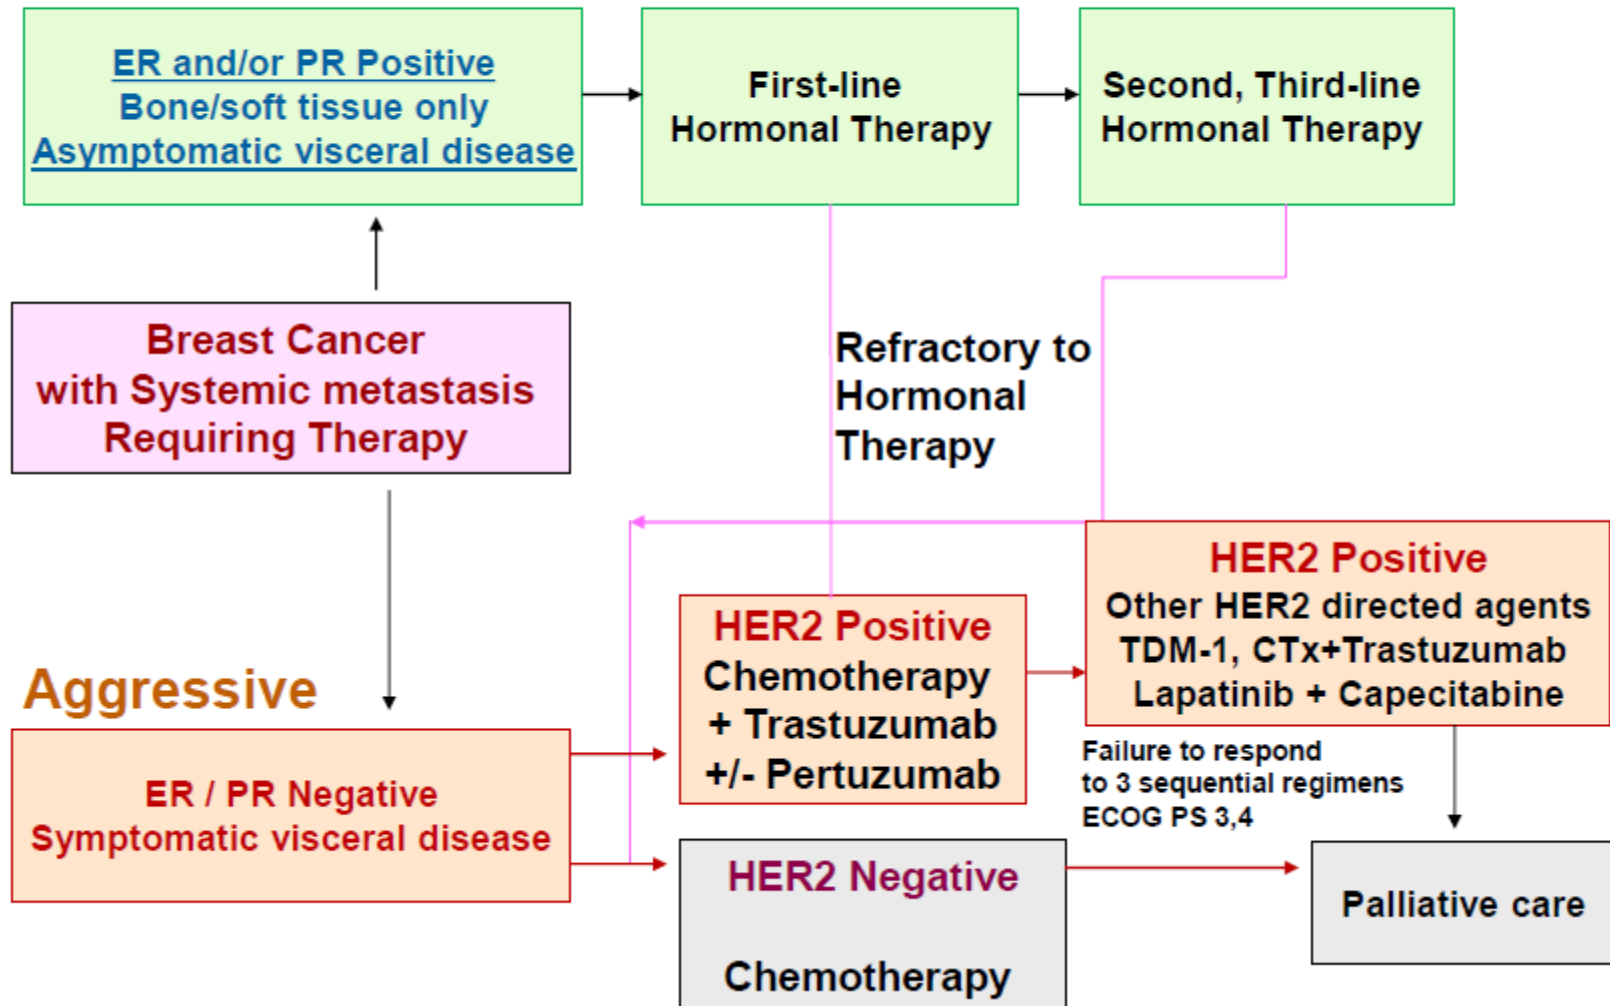 ER and/or PR Positive
Bone/soft tissue only
Asymptomatic visceral disease
First-line
Hormonal Therapy
Second, Third-line
Hormonal Therapy
Breast Cancer
with Systemic metastasis
Requiring Therapy
Refractory to
Hormonal
Therapy
Aggressive
ER / PR Negative
Symptomatic visceral disease
HER2 Positive
Chemotherapy
+ Trastuzumab
+/- Pertuzumab
HER2 Positive
Other HER2 directed agents
TDM-1, CTx+Trastuzumab
Lapatinib + Capecitabine
Failure to respond
to 3 sequential regimens
ECOG PS 3,4
HER2 Negative
Chemotherapy
Palliative care